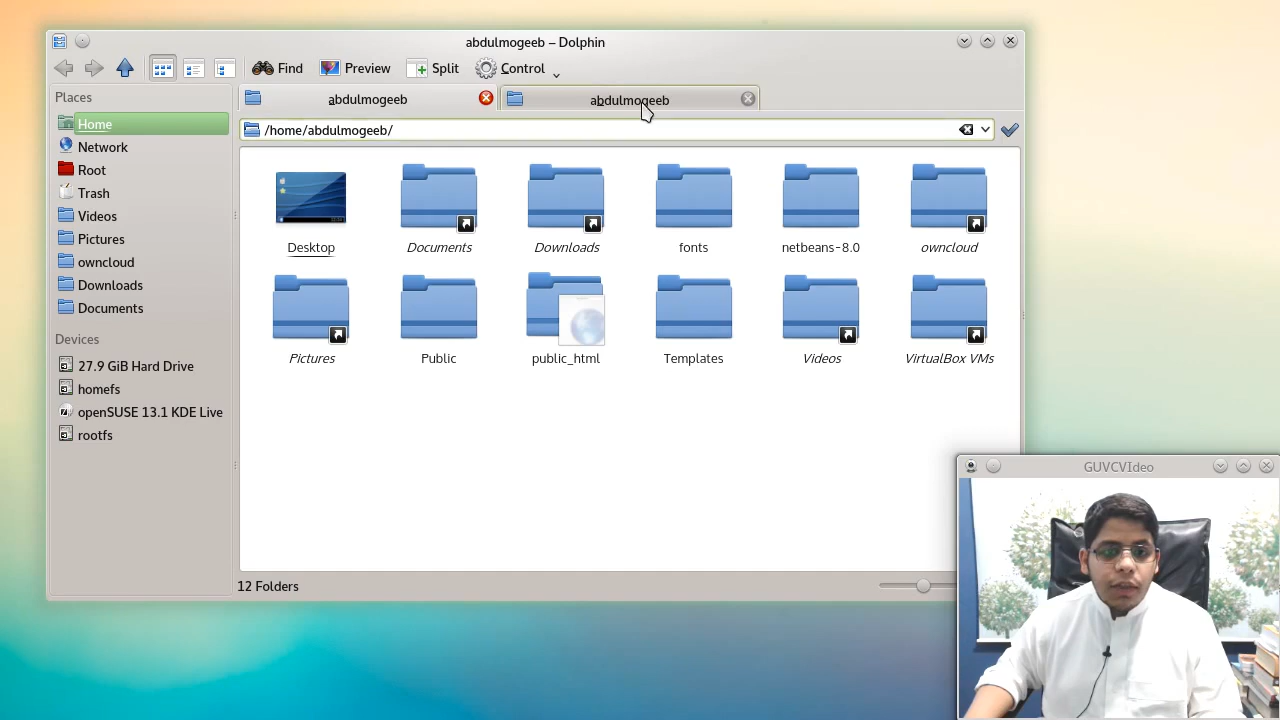 abdulmogeeb – Dolphin
Find
Preview
Split
Control
Places
abdulmogeeb
abdulmogeeb
Home
/home/abdulmogeeb/
Network
Root
Trash
Videos
Pictures
owncloud
Downloads
Documents
Devices
27.9 GiB Hard Drive
homefs
openSUSE 13.1 KDE Live
rootfs
Desktop
Documents
Downloads
fonts
netbeans-8.0
owncloud
Pictures
Public
public_html
Templates
Videos
VirtualBox VMs
12 Folders
GUVCVIdeo